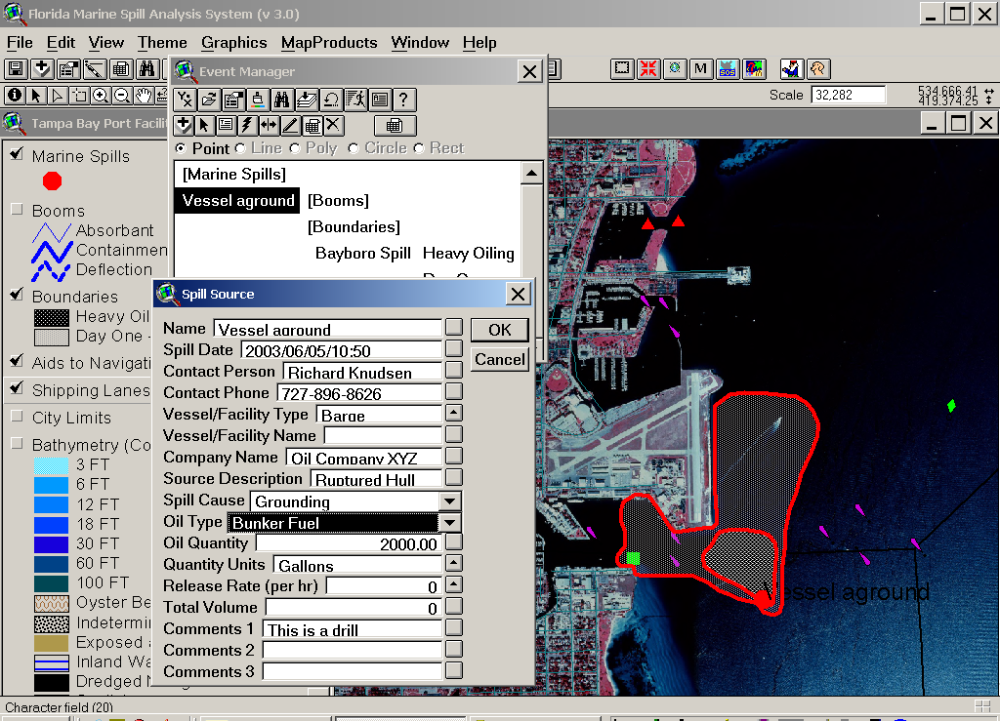 Florida Marine Spill Analysis System (v 3.0)
File Edit View Theme Graphics MapProducts Window Help
M
Scale 32,282
534,666.41
419,374.25
Event Manager
?
Tampa Bay Port Facilit
Point Line Poly Circle Rect
Marine Spills
Booms
Absorbant
Containmen
Deflection
Boundaries
Heavy Oil
Day One -
Aids to Navigati
Shipping Lanes
City Limits
Bathymetry (Co
3 FT
6 FT
12 FT
18 FT
30 FT
60 FT
100 FT
Oyster Be
Indetermin
Exposed
Inland Wa
Dredged
[Marine Spills]
Vessel aground [Booms]
[Boundaries]
Bayboro Spill Heavy Oiling
Spill Source
Name Vessel aground
Spill Date 2003/06/05/10:50
Contact Person Richard Knudsen
Contact Phone 727-896-8626
Vessel/Facility Type Barge
Vessel/Facility Name
Company Name Oil Company XYZ
Source Description Ruptured Hull
Spill Cause Grounding
Oil Type Bunker Fuel
Oil Quantity 2000.00
Quantity Units Gallons
Release Rate (per hr) 0
Total Volume 0
Comments 1 This is a drill
Comments 2
Comments 3
OK
Cancel
Vessel aground
Character field (20)